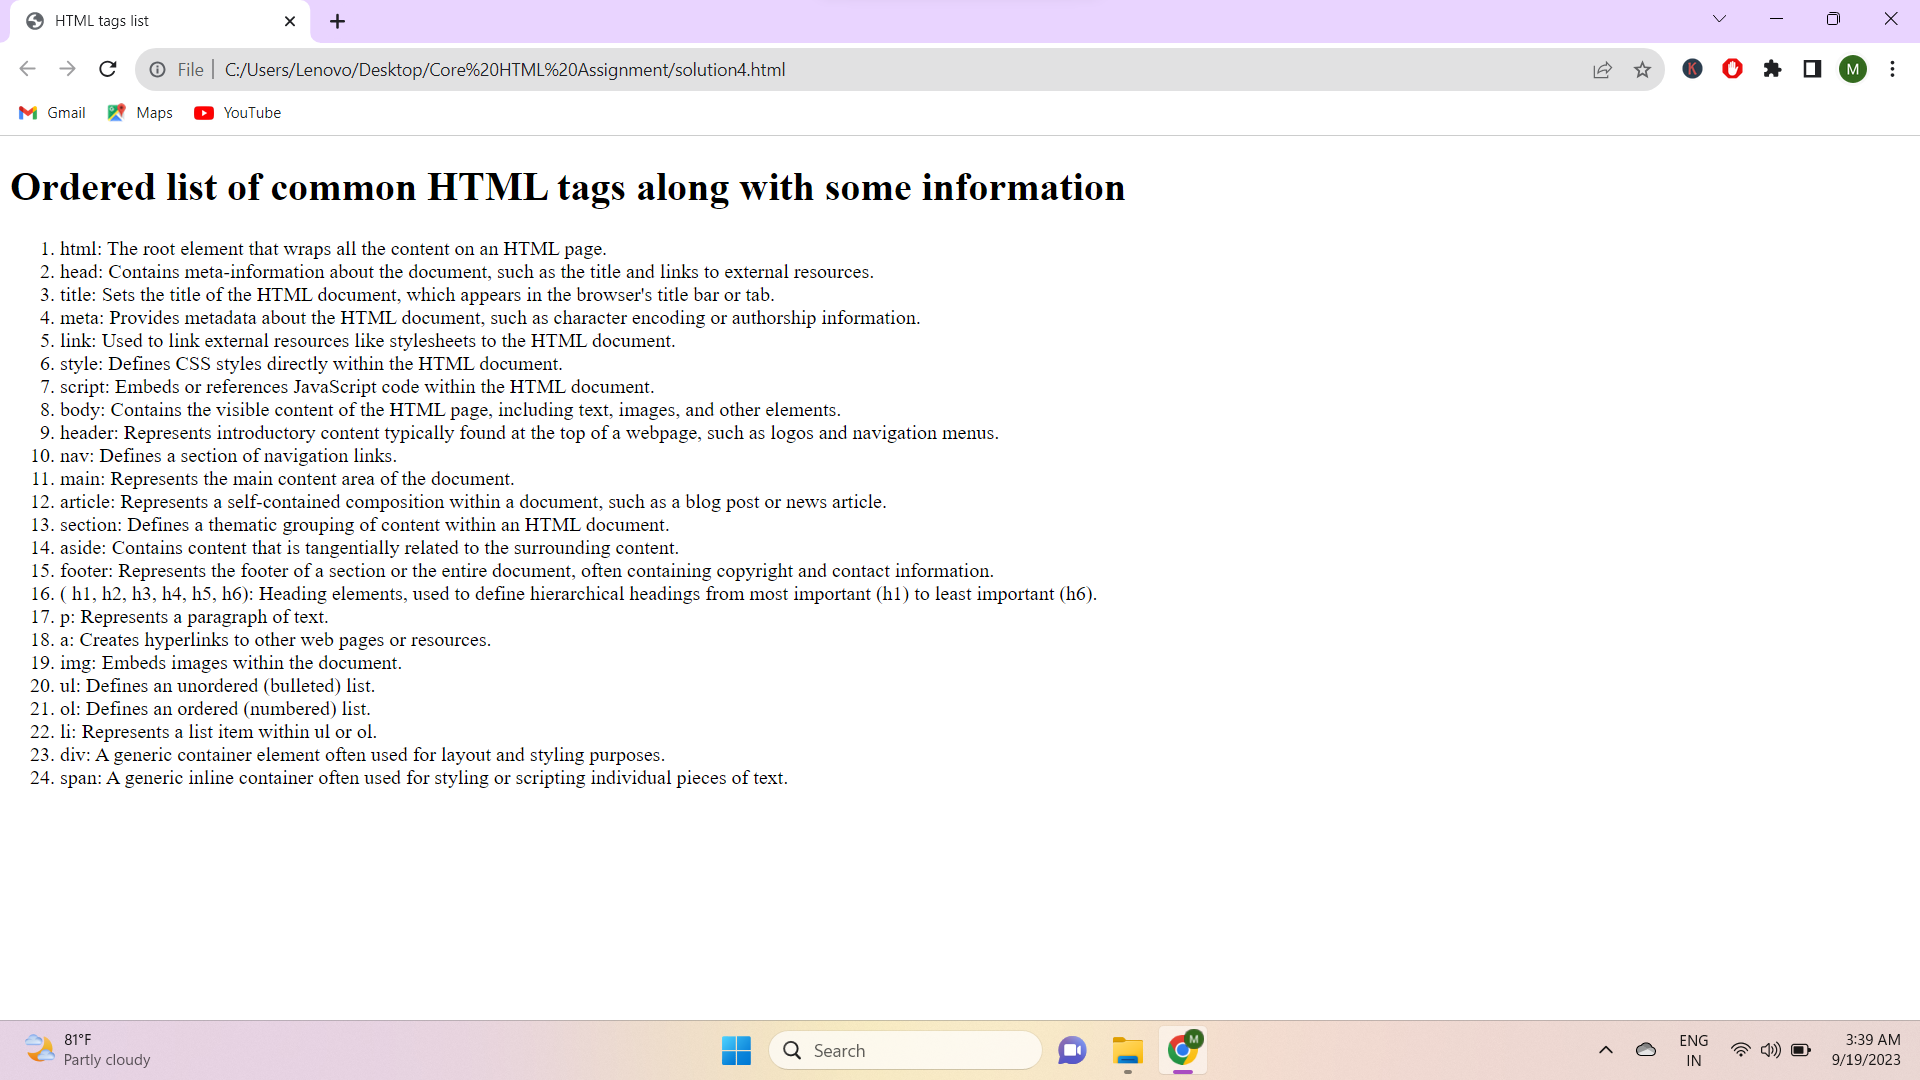 HTML tags list
File
C:/Users/Lenovo/Desktop/Core%20HTML%20Assignment/solution4.html
K
M
Gmail Maps YouTube
Ordered list of common HTML tags along with some information
1. html: The root element that wraps all the content on an HTML page.
2. head: Contains meta-information about the document, such as the title and links to external resources.
3. title: Sets the title of the HTML document, which appears in the browser's title bar or tab.
4. meta: Provides metadata about the HTML document, such as character encoding or authorship information.
5. link: Used to link external resources like stylesheets to the HTML document.
6. style: Defines CSS styles directly within the HTML document.
7. script: Embeds or references JavaScript code within the HTML document.
8. body: Contains the visible content of the HTML page, including text, images, and other elements.
9. header: Represents introductory content typically found at the top of a webpage, such as logos and navigation menus.
10. nav: Defines a section of navigation links.
11. main: Represents the main content area of the document.
12. article: Represents a self-contained composition within a document, such as a blog post or news article.
13. section: Defines a thematic grouping of content within an HTML document.
14. aside: Contains content that is tangentially related to the surrounding content.
15. footer: Represents the footer of a section or the entire document, often containing copyright and contact information.
16. ( h1, h2, h3, h4, h5, h6): Heading elements, used to define hierarchical headings from most important (h1) to least important (h6).
17. p: Represents a paragraph of text.
18. a: Creates hyperlinks to other web pages or resources.
19. img: Embeds images within the document.
20. ul: Defines an unordered (bulleted) list.
21. ol: Defines an ordered (numbered) list.
22. li: Represents a list item within ul or ol.
23. div: A generic container element often used for layout and styling purposes.
24. span: A generic inline container often used for styling or scripting individual pieces of text.
81°F
Partly cloudy
Search
M
ENG
IN
3:39 AM
9/19/2023